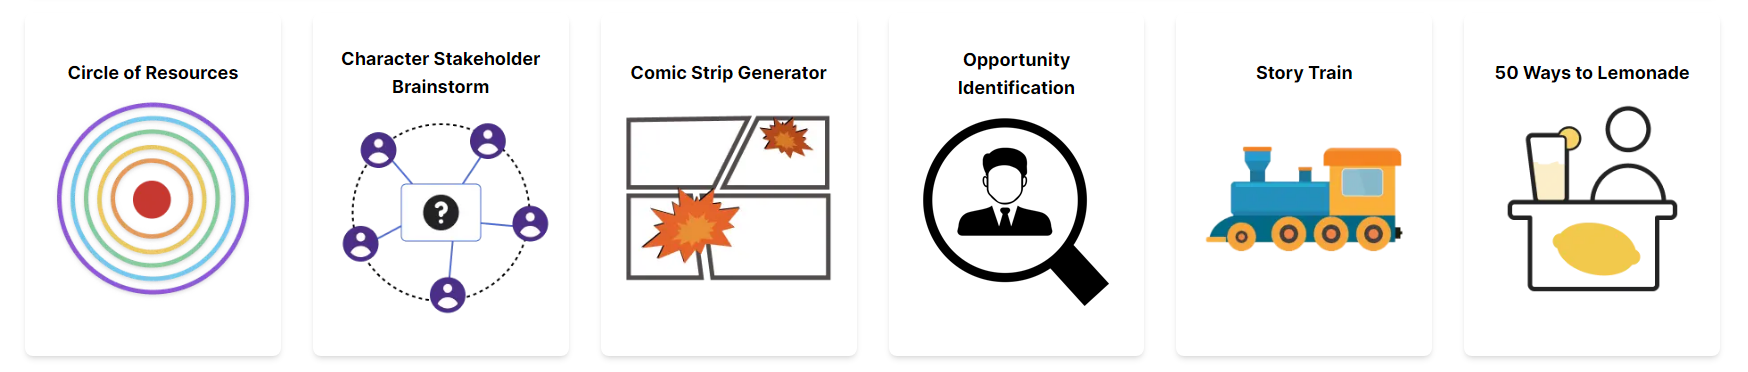 Circle of Resources
Character Stakeholder
Brainstorm
?
Comic Strip Generator
Opportunity
Identification
Story Train
50 Ways to Lemonade